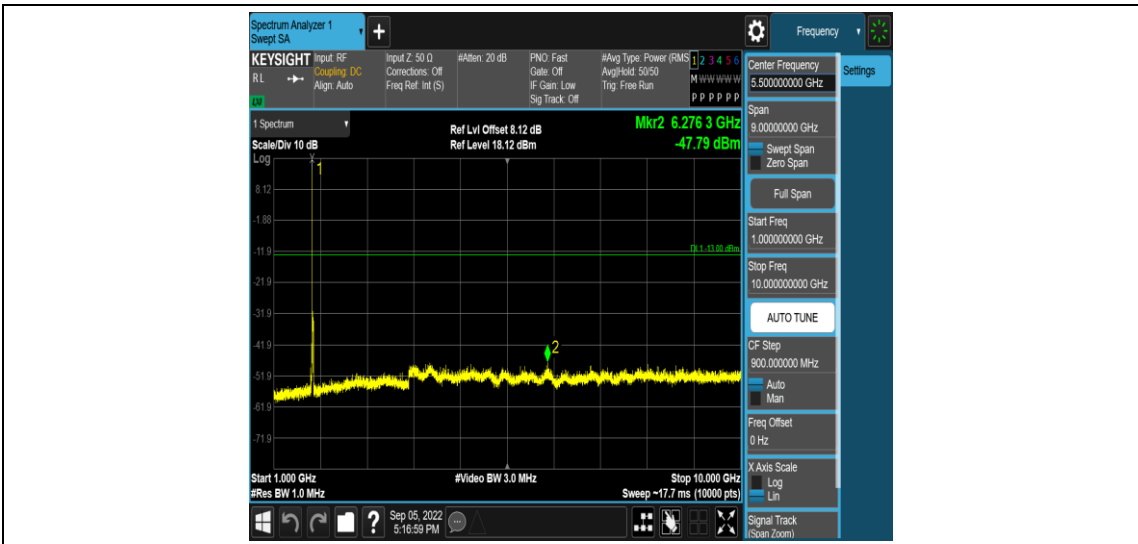 Spectrum Analyzer 1
Swept SA
+
Frequency
KEYSIGHT
RL
LXI
Input: RF
Coupling: DC
Align: Auto
Input Z: 50 Ω
Corrections: Off
Freq Ref: Int (S)
#Atten: 20 dB
PNO: Fast
Gate: Off
IF Gain: Low
Sig Track: Off
#Avg Type: Power (RMS
Avg|Hold: 50/50
Trig: Free Run
1 2 3 4 5 6
M W W W W W
P P P P P P
1 Spectrum
Scale/Div 10 dB
Log
Ref Lvl Offset 8.12 dB
Ref Level 18.12 dBm
Mkr2 6.276 3 GHz
-47.79 dBm
1
8.12
-1.88
-11.9
DL1 -13.00 dBm
-21.9
-31.9
-41.9
2
-51.9
-61.9
-71.9
Start 1.000 GHz
#Res BW 1.0 MHz
#Video BW 3.0 MHz
Stop 10.000 GHz
Sweep ~17.7 ms (10000 pts)
?
Sep 05, 2022
5:16:59 PM
Center Frequency
5.500000000 GHz
Settings
Span
9.00000000 GHz
Swept Span
Zero Span
Full Span
Start Freq
1.000000000 GHz
Stop Freq
10.000000000 GHz
AUTO TUNE
CF Step
900.000000 MHz
Auto
Man
Freq Offset
0 Hz
X Axis Scale
Log
Lin
Signal Track
(Span Zoom)